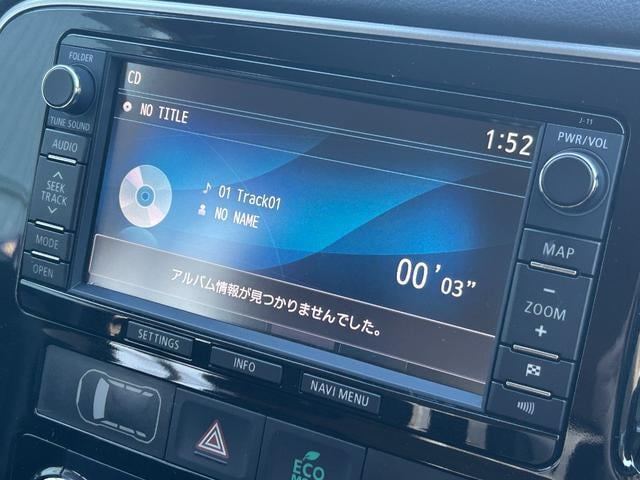 FOLDER
TUNE SOUND
AUDIO
SEEK
TRACK
MODE
OPEN
CD
NO TITLE
1:52
01 Track01
NO NAME
00'03"
アルバム情報が見つかりませんでした。
J-11
PWR/VOL
MAP
−
ZOOM
+
SETTINGS
INFO
NAVI MENU
ECO